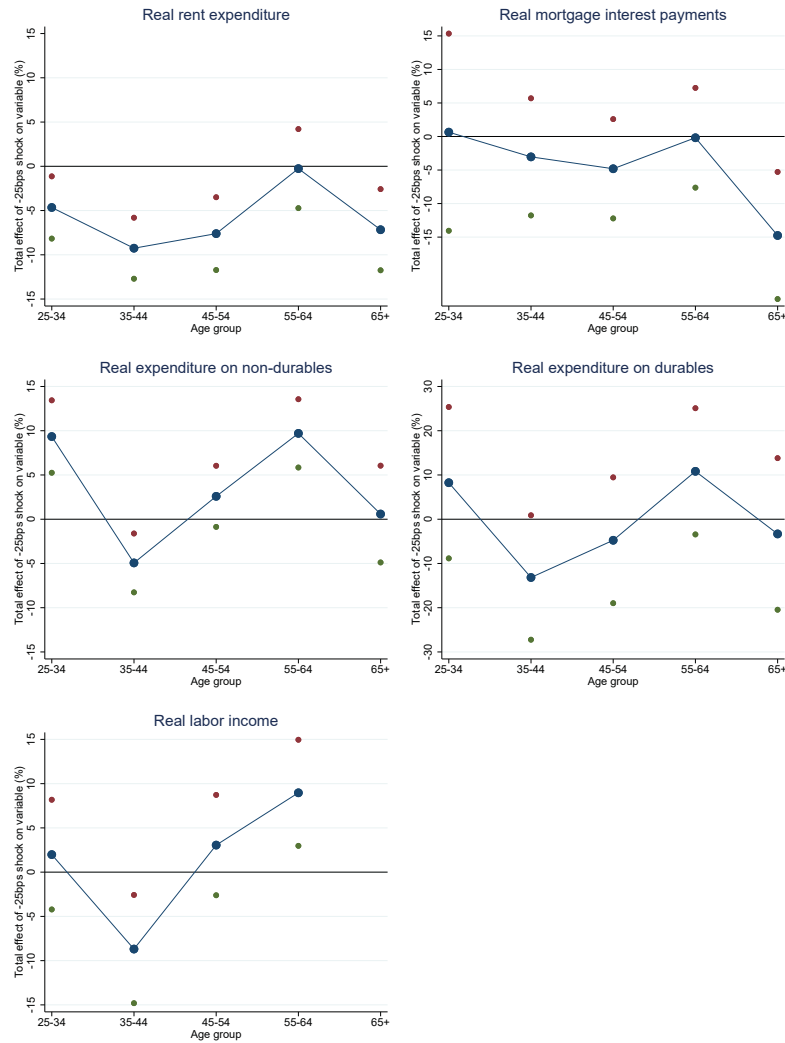 Real rent expenditure
Total effect of -25bps shock on variable (%)
15
10
5
0
-5
-10
-15
25-34 35-44 45-54 55-64 65+
Age group
Real mortgage interest payments
Total effect of -25bps shock on variable (%)
15
10
5
0
-5
-10
-15
25-34 35-44 45-54 55-64 65+
Age group
Real expenditure on non-durables
Total effect of -25bps shock on variable (%)
15
10
5
0
-5
-10
-15
25-34 35-44 45-54 55-64 65+
Age group
Real expenditure on durables
Total effect of -25bps shock on variable (%)
30
20
10
0
-10
-20
-30
25-34 35-44 45-54 55-64 65+
Age group
Real labor income
Total effect of -25bps shock on variable (%)
15
10
5
0
-5
-10
-15
25-34 35-44 45-54 55-64 65+
Age group